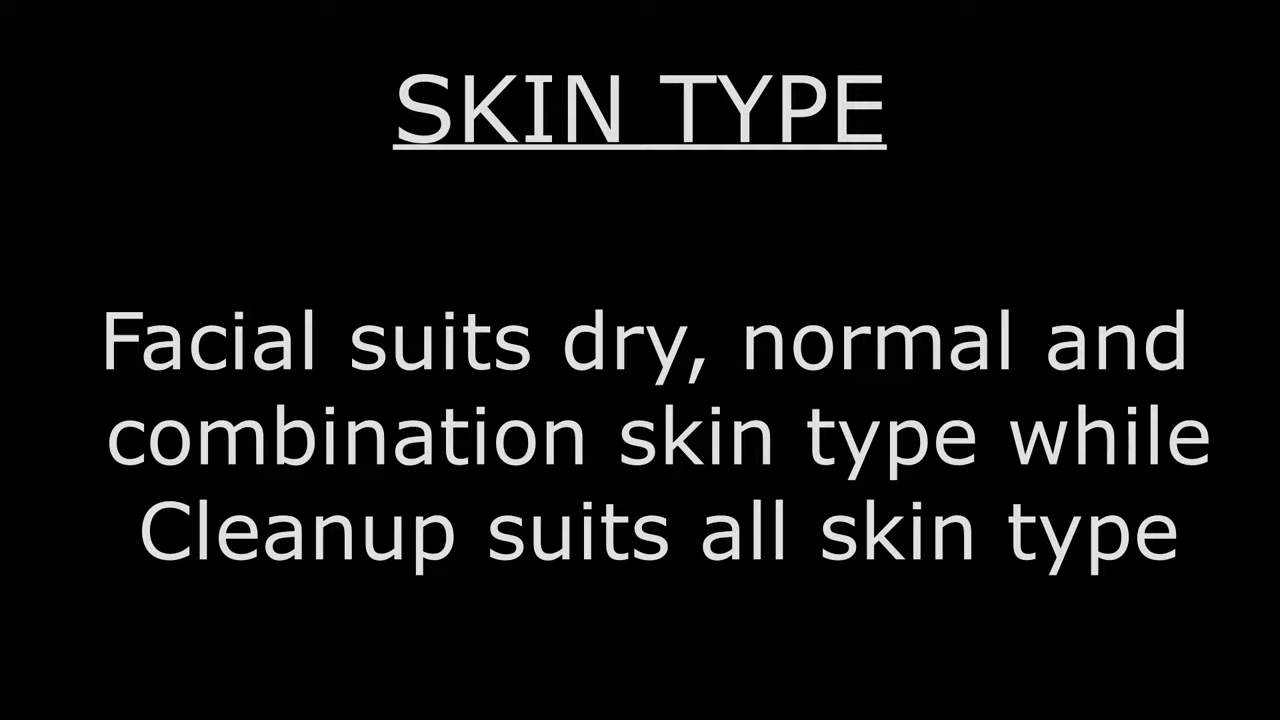 SKIN TYPE
Facial suits dry, normal and
combination skin type while
Cleanup suits all skin type